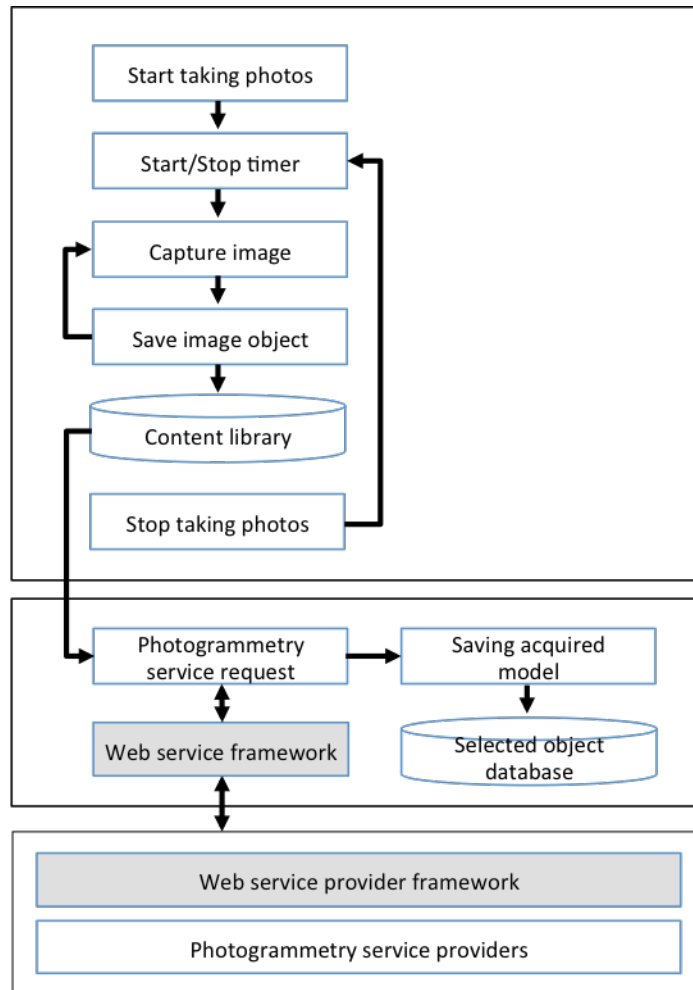 Start taking photos
Start/Stop timer
Capture image
Save image object
Content library
Stop taking photos
Photogrammetry
service request
Saving acquired
model
Web service framework
Selected object
database
Web service provider framework
Photogrammetry service providers